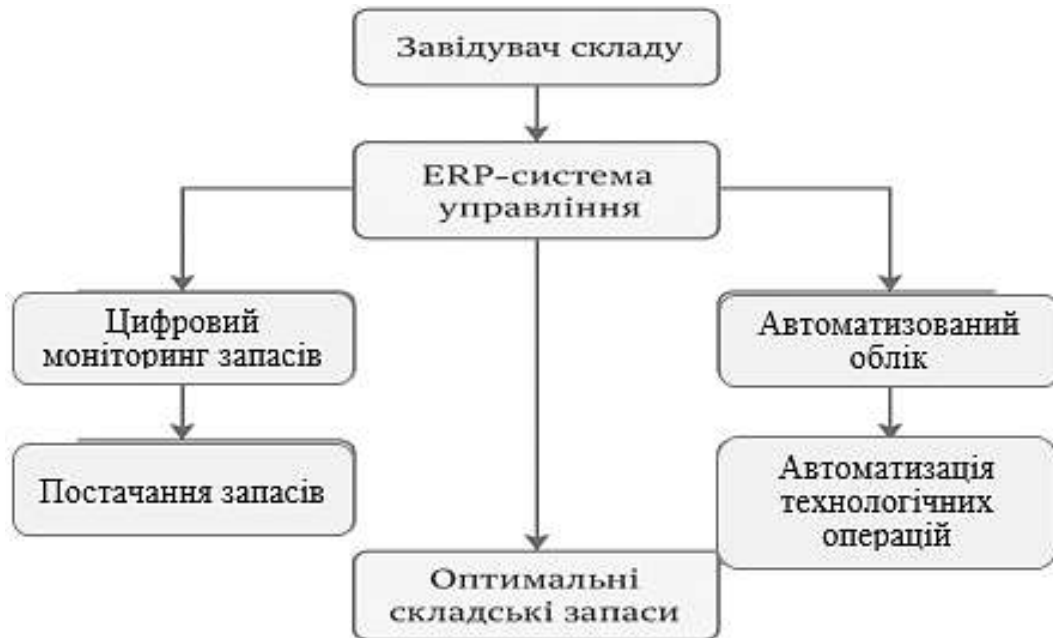 Завідувач складу
ERP-система
управління
Цифровий
моніторинг запасів
Автоматизований
облік
Постачання запасів
Автоматизація
технологічних
операцій
Оптимальні
складські запаси